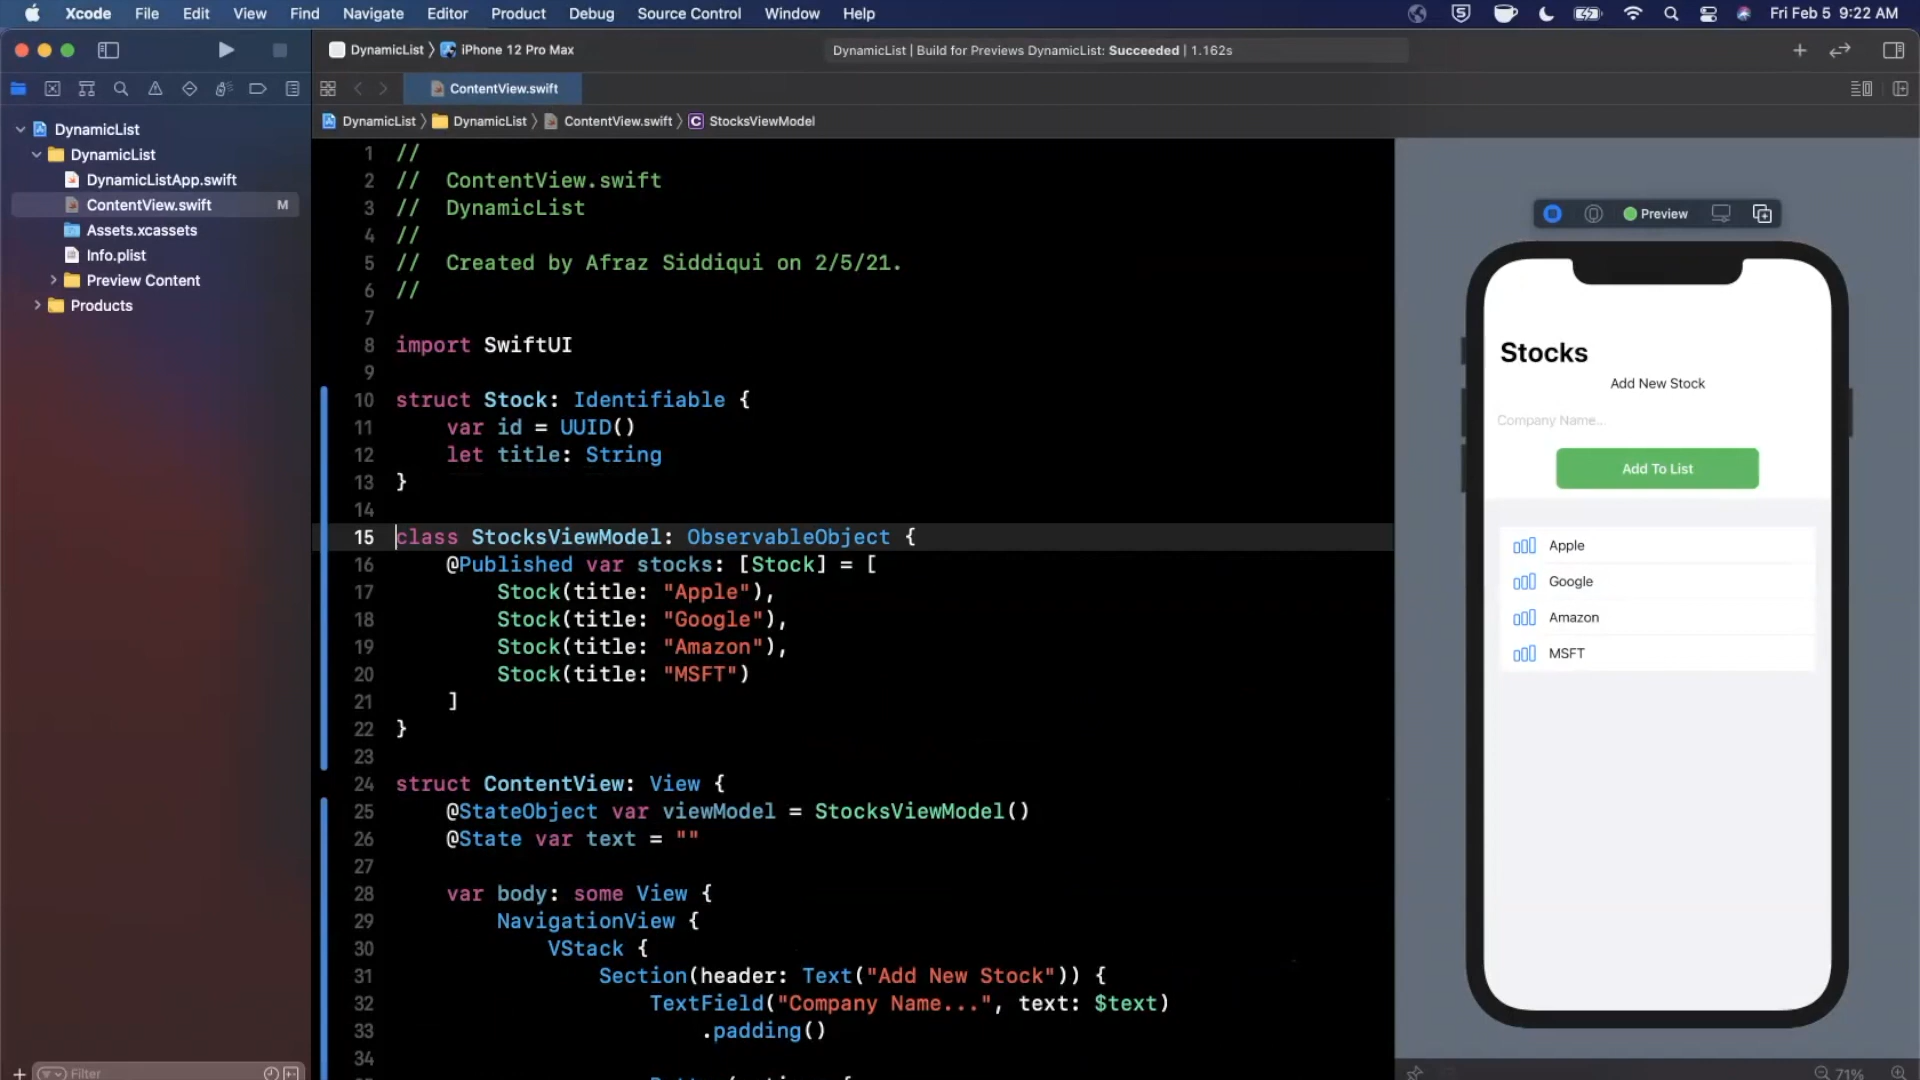 Xcode File Edit View Find Navigate Editor Product Debug Source Control Window Help Fri Feb 5 9:22 AM
DynamicList iPhone 12 Pro Max DynamicList | Build for Previews DynamicList: Succeeded | 1.162s
ContentView.swift
DynamicList DynamicList ContentView.swift C StocksViewModel
DynamicList
DynamicList
DynamicListApp.swift
ContentView.swift M
Assets.xcassets
Info.plist
Preview Content
Products
Filter
1 //
2 //  ContentView.swift
3 //  DynamicList
4 //
5 //  Created by Afraz Siddiqui on 2/5/21.
6 //
7
8 import SwiftUI
9
10 struct Stock: Identifiable {
11     var id = UUID()
12     let title: String
13 }
14
15 class StocksViewModel: ObservableObject {
16     @Published var stocks: [Stock] = [
17         Stock(title: "Apple"),
18         Stock(title: "Google"),
19         Stock(title: "Amazon"),
20         Stock(title: "MSFT")
21     ]
22 }
23
24 struct ContentView: View {
25     @StateObject var viewModel = StocksViewModel()
26     @State var text = ""
27
28     var body: some View {
29         NavigationView {
30             VStack {
31                 Section(header: Text("Add New Stock")) {
32                     TextField("Company Name...", text: $text)
33                         .padding()
34
Preview
Stocks
Add New Stock
Company Name...
Add To List
Apple
Google
Amazon
MSFT
71%